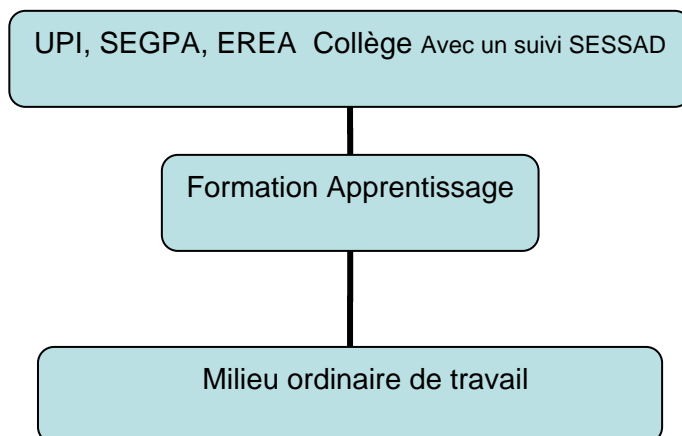 UPI, SEGPA, EREA Collège Avec un suivi SESSAD
Formation Apprentissage
Milieu ordinaire de travail